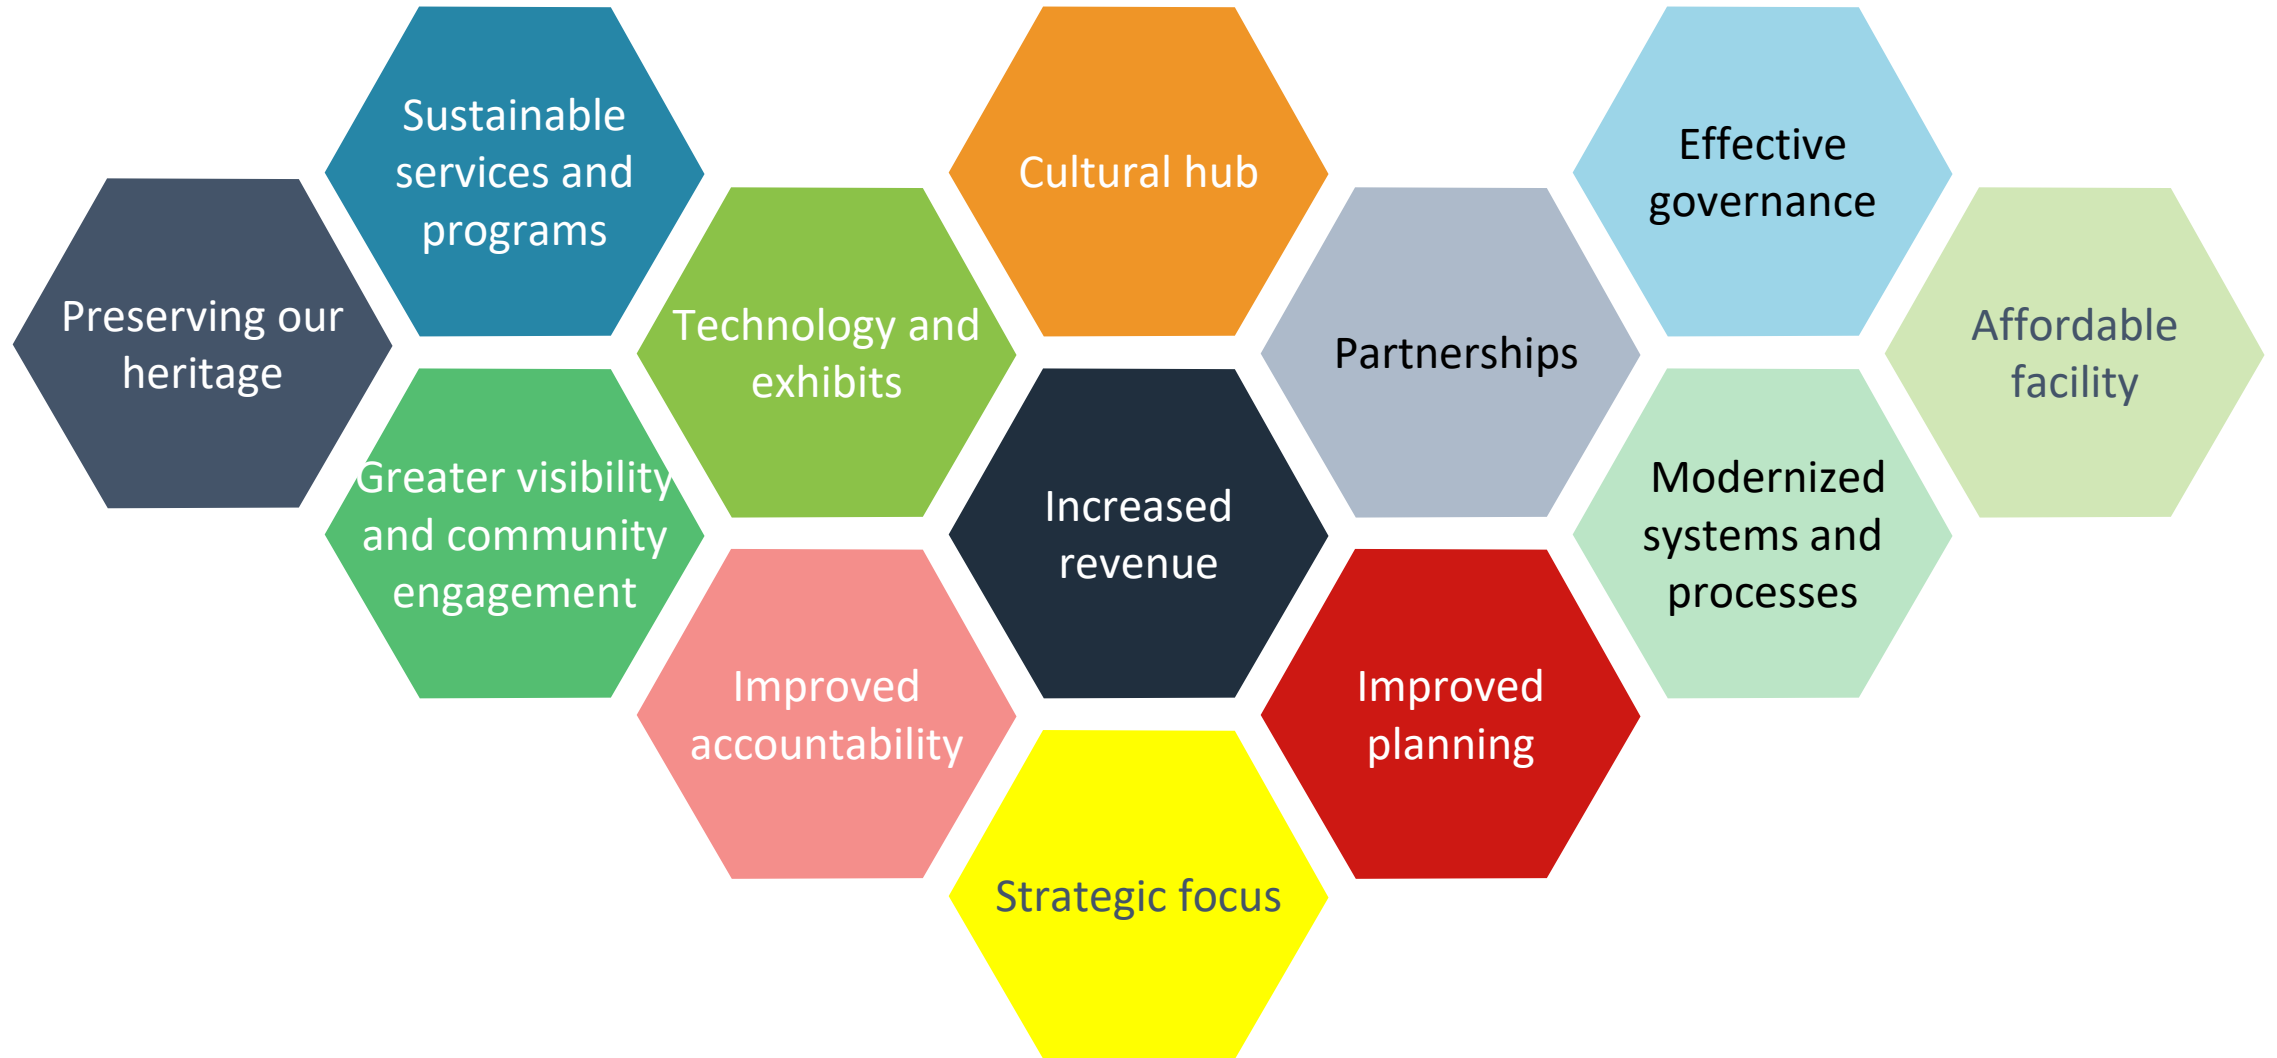 Sustainable
services and
programs
Cultural hub
Effective
governance
Preserving our
heritage
Technology and
exhibits
Partnerships
Affordable
facility
Greater visibility
and community
engagement
Increased
revenue
Modernized
systems and
processes
Improved
accountability
Improved
planning
Strategic focus